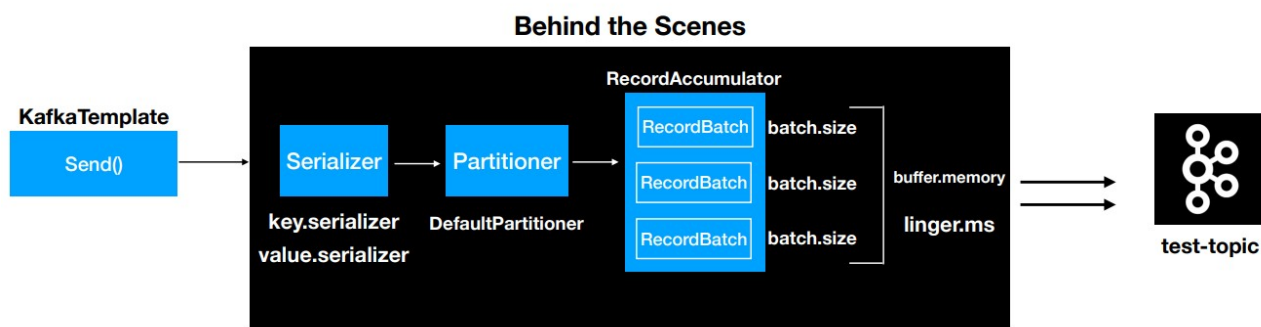 Behind the Scenes
KafkaTemplate
Send()
Serializer
key.serializer
value.serializer
Partitioner
DefaultPartitioner
RecordAccumulator
RecordBatch
batch.size
RecordBatch
batch.size
RecordBatch
batch.size
buffer.memory
linger.ms
test-topic